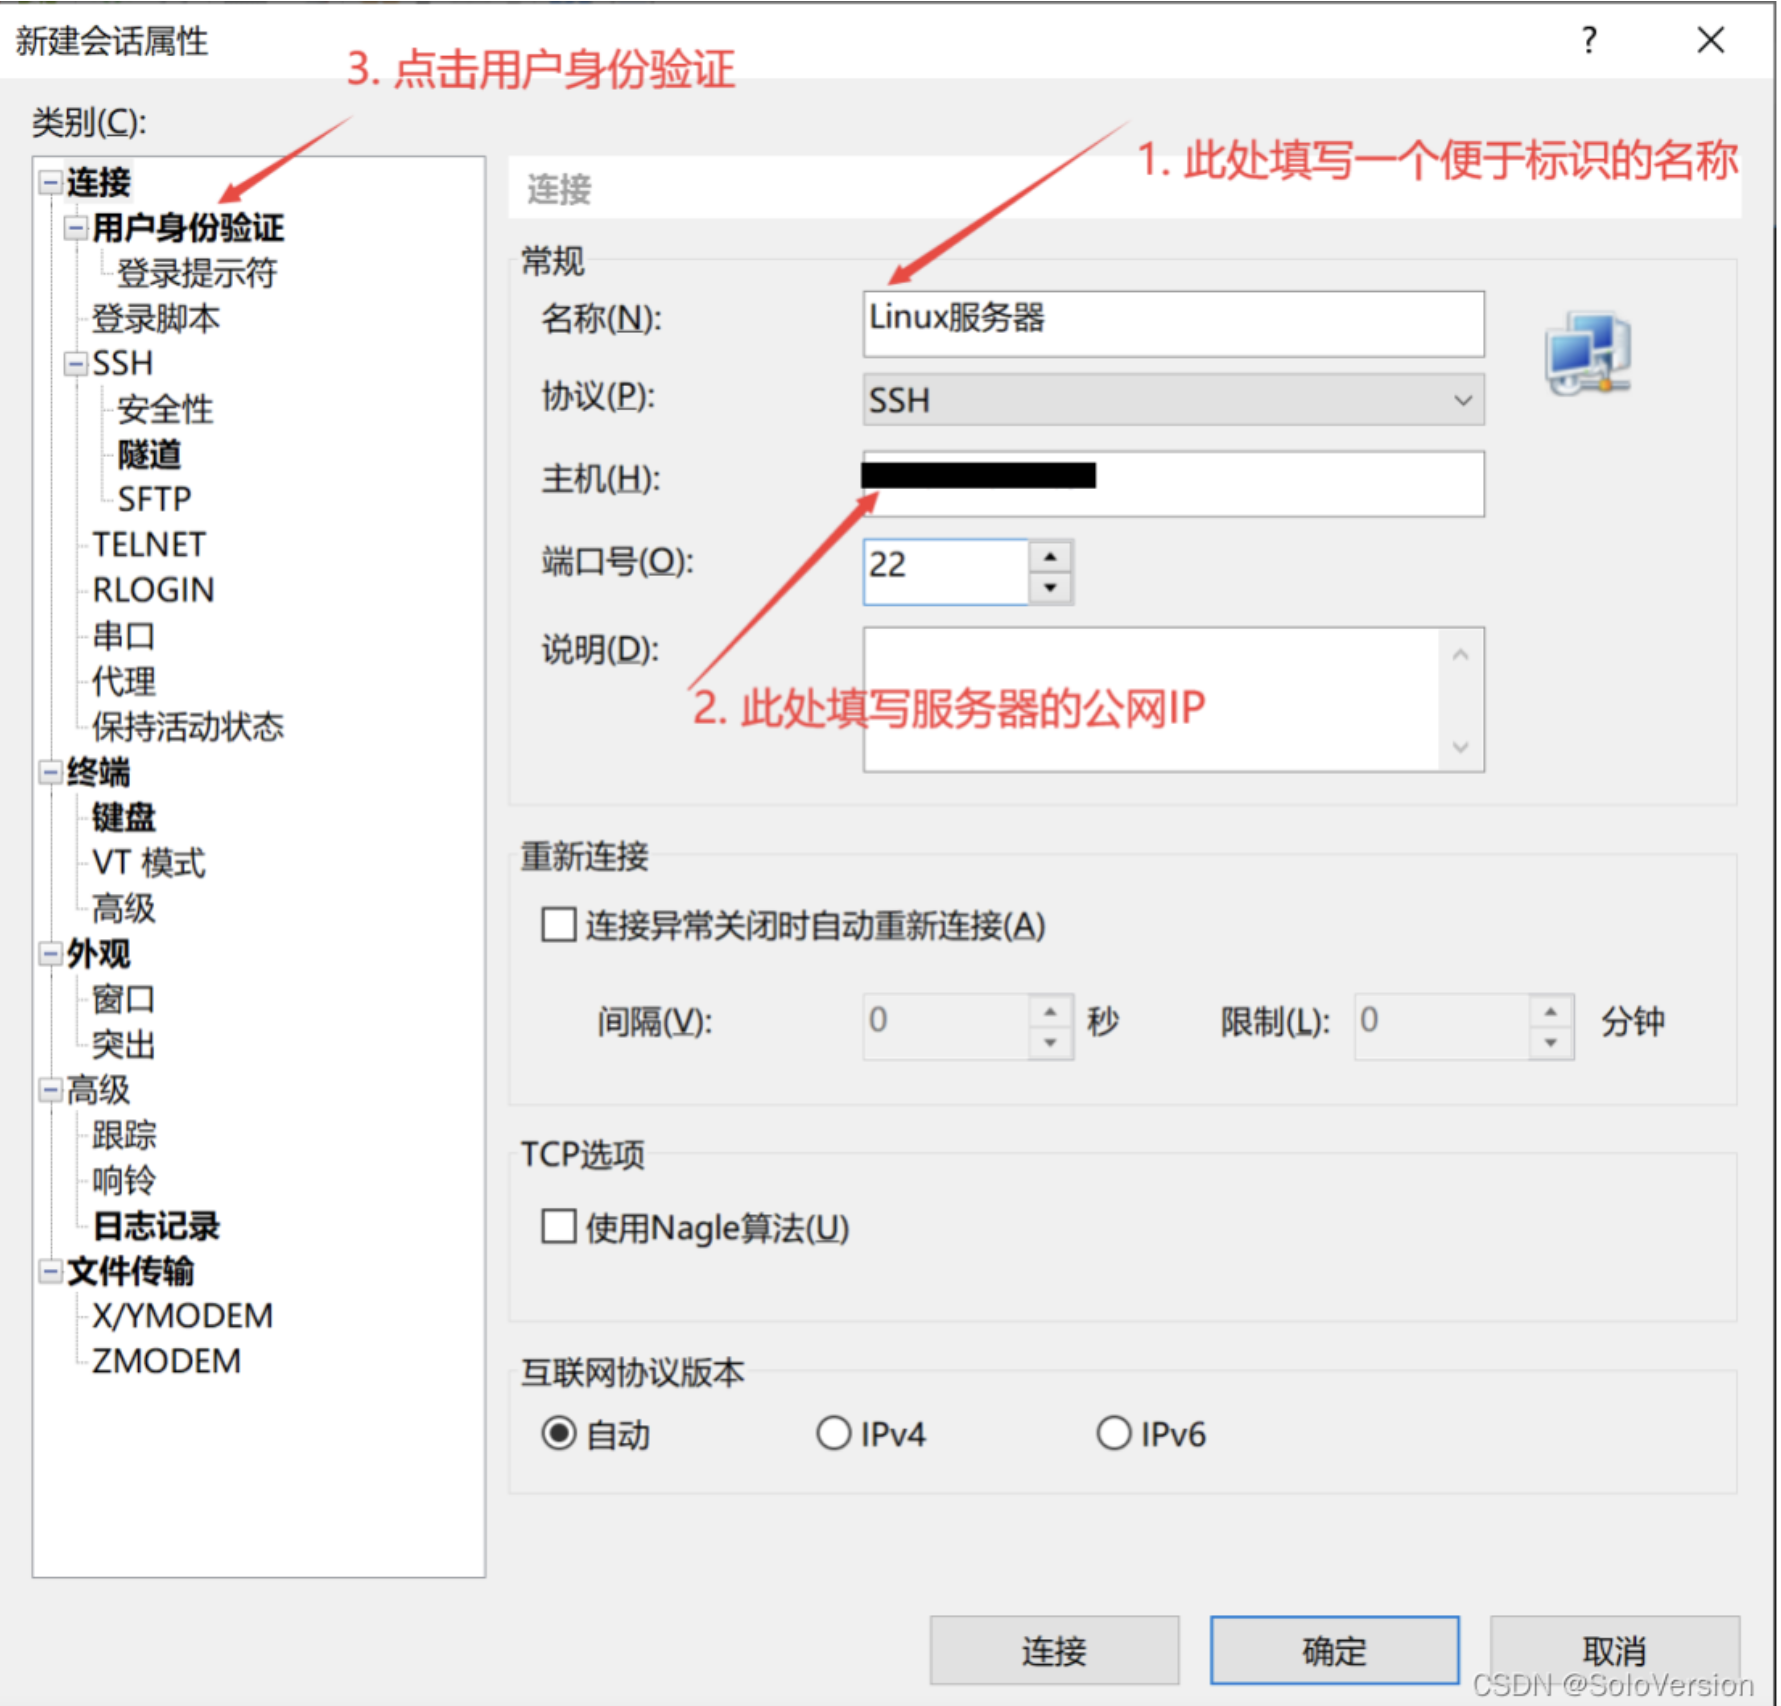 新建会话属性
?
3. 点击用户身份验证
类别(C):
连接
用户身份验证
登录提示符
登录脚本
SSH
安全性
隧道
SFTP
TELNET
RLOGIN
串口
代理
保持活动状态
终端
键盘
VT 模式
高级
外观
窗口
突出
高级
跟踪
响铃
日志记录
文件传输
X/YMODEM
ZMODEM
1. 此处填写一个便于标识的名称
连接
常规
名称(N):
Linux服务器
协议(P):
SSH
主机(H):
端口号(O):
22
说明(D):
2. 此处填写服务器的公网IP
重新连接
连接异常关闭时自动重新连接(A)
间隔(V): 0 秒 限制(L): 0 分钟
TCP选项
使用Nagle算法(U)
互联网协议版本
自动 IPv4 IPv6
连接 确定 取消
CSDN @SoloVersion